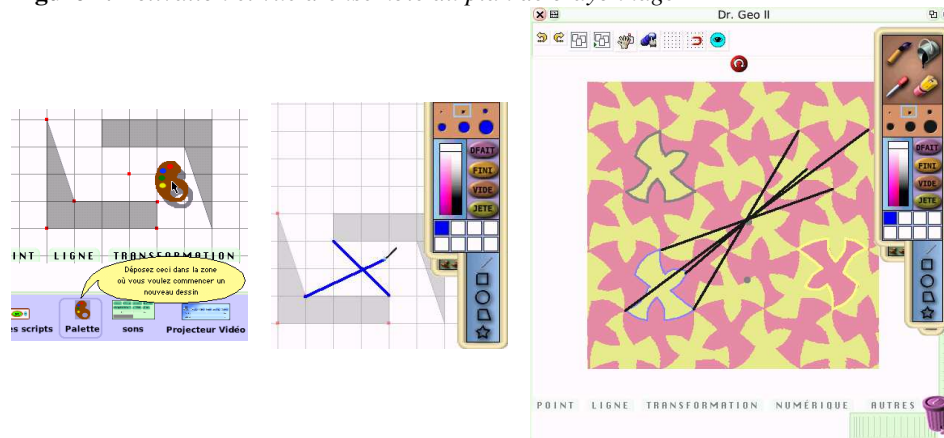 Dr. Geo II
DFAIT
FINI
VIDE
JETE
INT LIGNE TRANSFORMATION
Déposez ceci dans la zone
où vous voulez commencer un
nouveau dessin
es scripts Palette sons Projecteur Vidéo
DFAIT
FINI
VIDE
JETE
POINT LIGNE TRANSFORMATION NUMÉRIQUE AUTRES